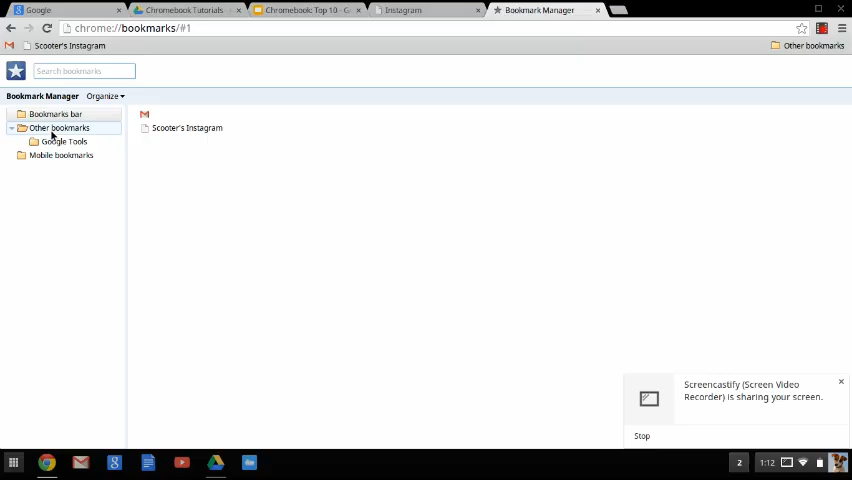 Google
Chromebook Tutorials -
Chromebook: Top 10 - G
Instagram
Bookmark Manager
chrome://bookmarks/#1
Scooter's Instagram
Other bookmarks
Search bookmarks
Bookmark Manager
Organize
Bookmarks bar
Other bookmarks
Scooter's Instagram
Google Tools
Mobile bookmarks
Screencastify (Screen Video
Recorder) is sharing your screen.
Stop
2
1:12